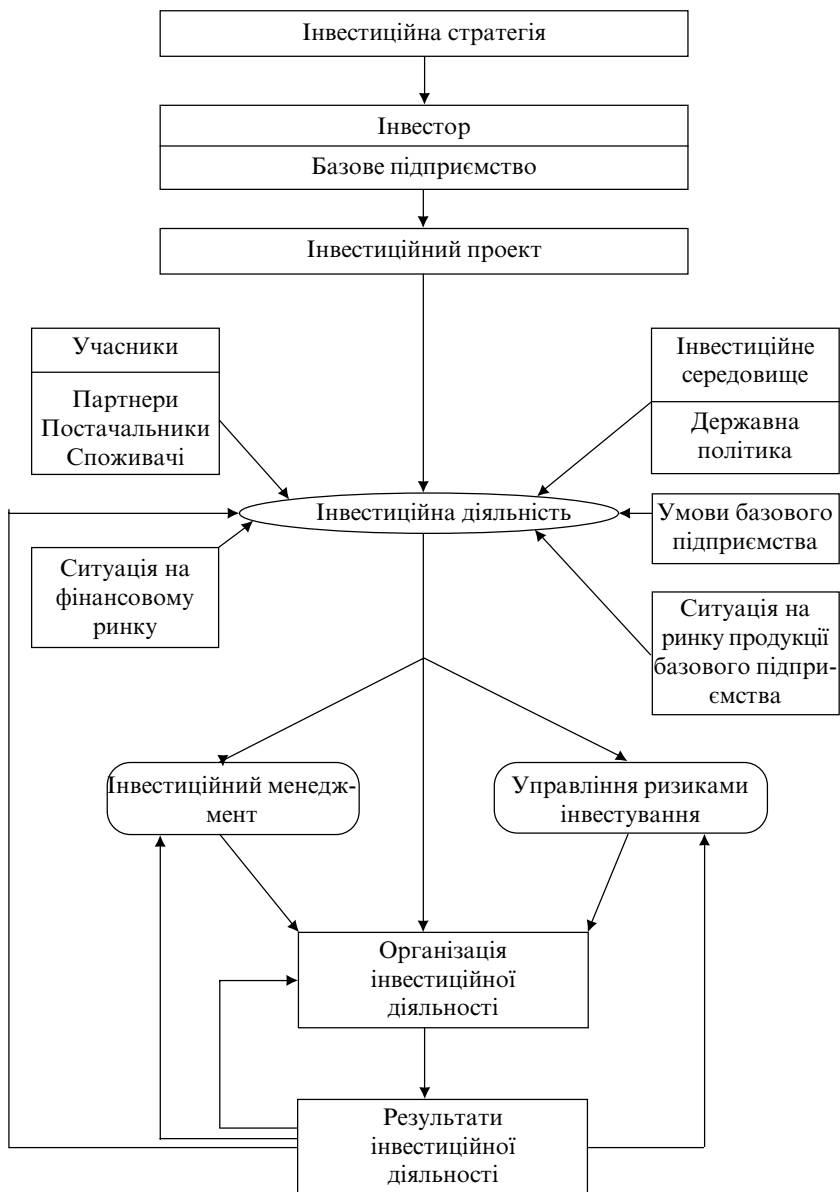 Інвестиційна стратегія
Інвестор
Базове підприємство
Інвестиційний проект
Учасники
Партнери
Постачальники
Споживачі
Інвестиційне
середовище
Державна
політика
Інвестиційна діяльність
Умови базового
підприємства
Ситуація на
фінансовому
ринку
Ситуація на
ринку продукції
базового підпри-
ємства
Інвестиційний менедж-
мент
Управління ризиками
інвестування
Організація
інвестиційної
діяльності
Результати
інвестиційної
діяльності